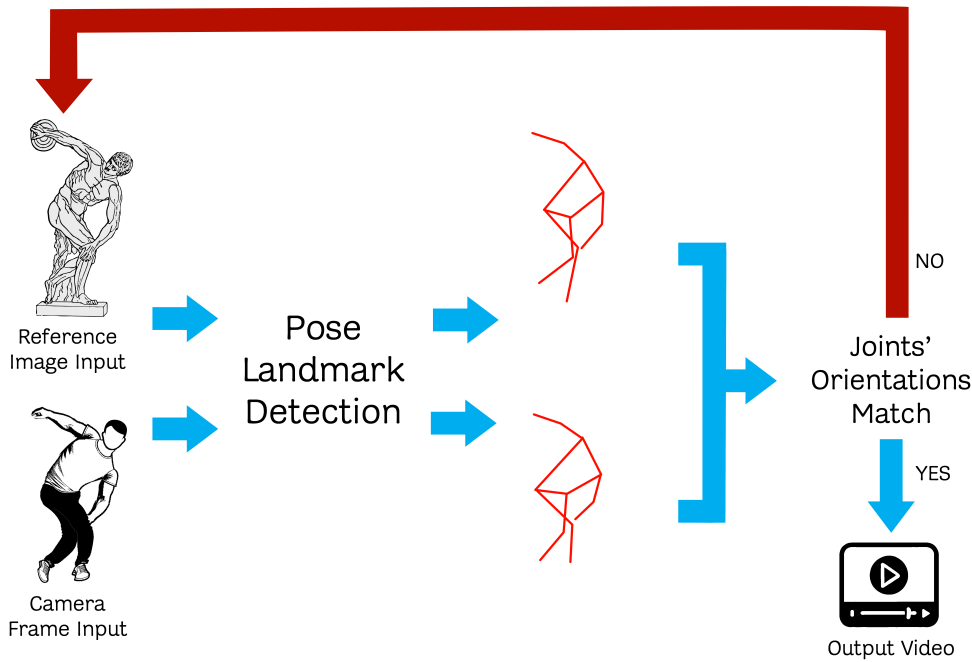 Reference
Image Input
Camera
Frame Input
Pose
Landmark
Detection
NO
Joints’
Orientations
Match
YES
Output Video